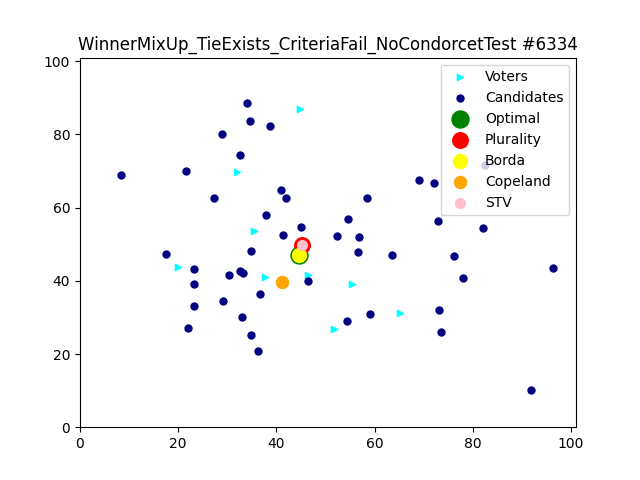 WinnerMixUp_TieExists_CriteriaFail_NoCondorcetTest #6334
100
80
60
40
20
0
0 20 40 60 80 100
Voters
Candidates
Optimal
Plurality
Borda
Copeland
STV